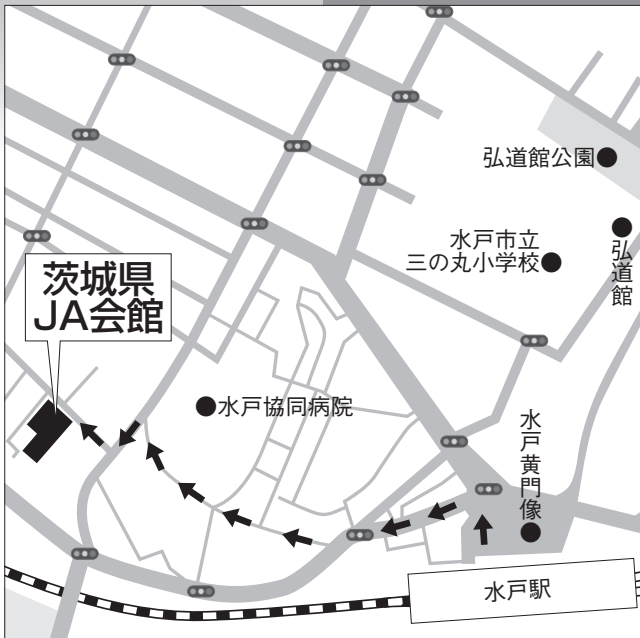 弘道館公園
水戸市立
三の丸小学校
弘道館
茨城県
JA会館
水戸協同病院
水戸黄門像
水戸駅